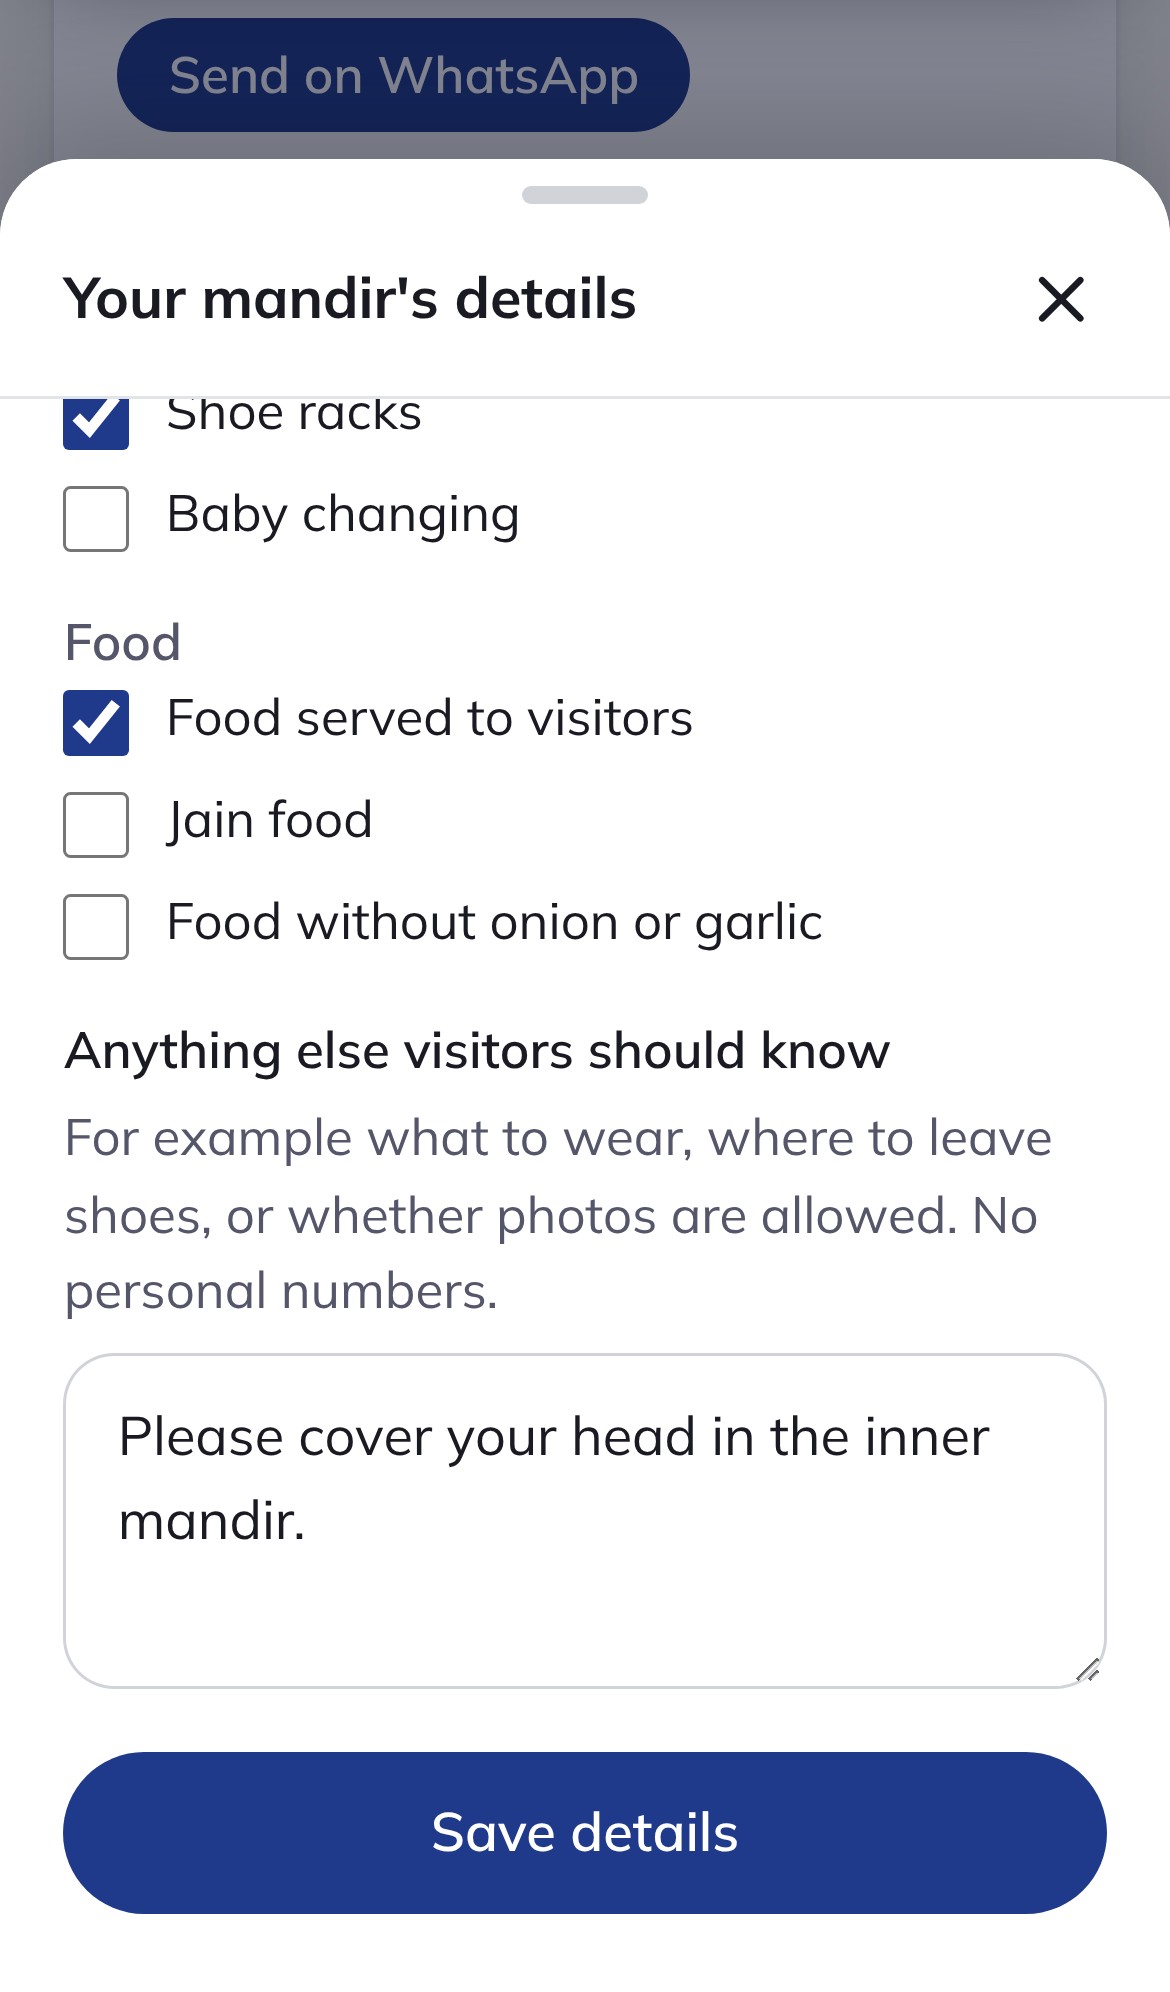 Send on WhatsApp
Your mandir's details
Shoe racks
Baby changing
Food
Food served to visitors
Jain food
Food without onion or garlic
Anything else visitors should know
For example what to wear, where to leave
shoes, or whether photos are allowed. No
personal numbers.
Please cover your head in the inner
mandir.
Save details